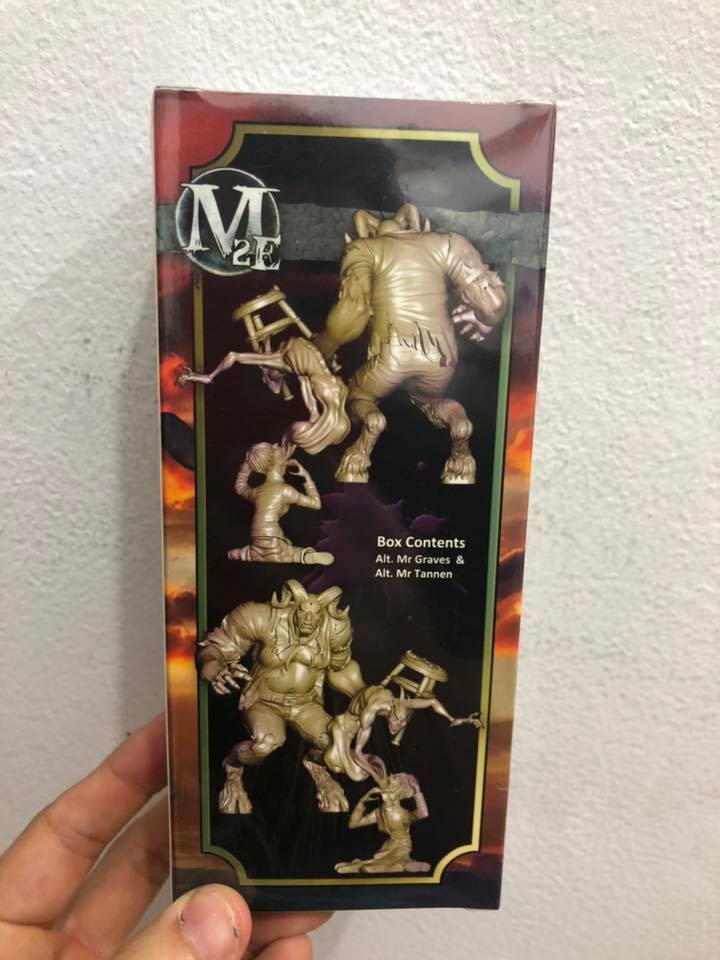 M2E
Box Contents
Alt. Mr Graves &
Alt. Mr Tannen